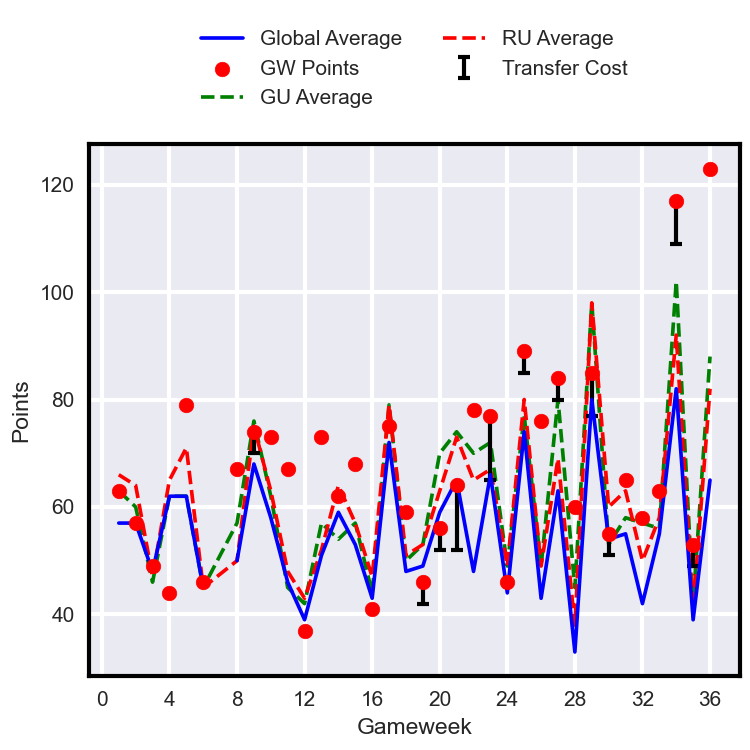 Global Average
GW Points
GU Average
RU Average
Transfer Cost
120
100
80
60
40
Points
0 4 8 12 16 20 24 28 32 36
Gameweek